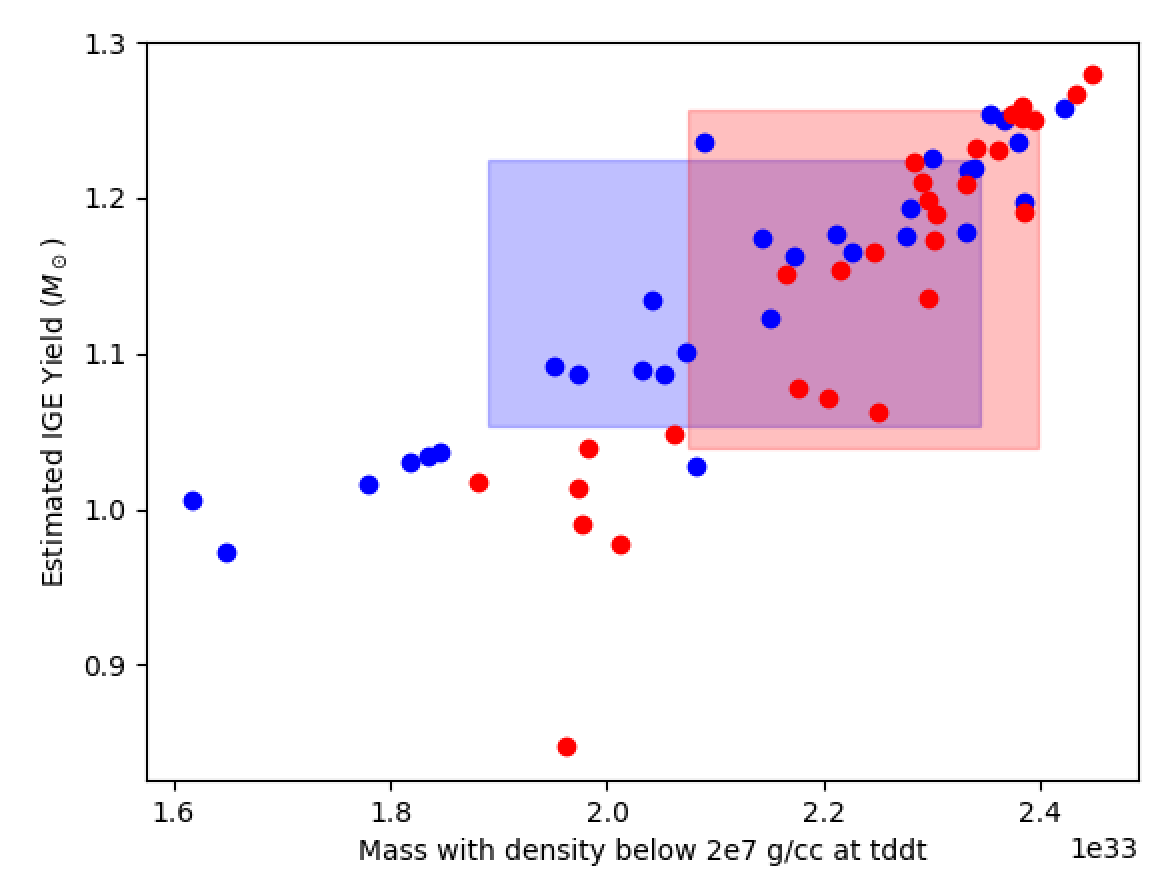 1.3
1.2
1.1
1.0
0.9
Estimated IGE Yield (M⊙)
1.6 1.8 2.0 2.2 2.4
Mass with density below 2e7 g/cc at tddt
1e33